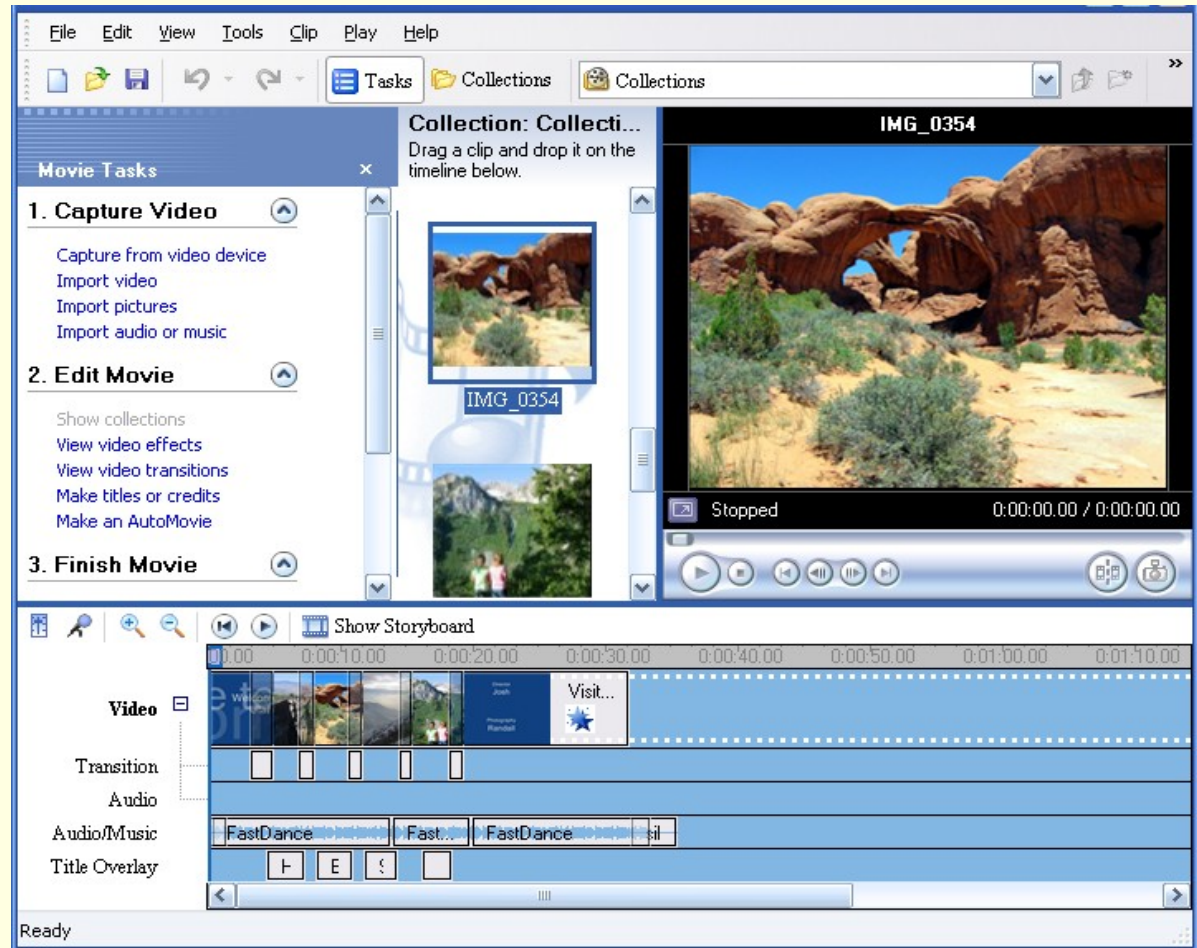 File Edit View Tools Clip Play Help
Tasks Collections Collections
Movie Tasks
1. Capture Video
Capture from video device
Import video
Import pictures
Import audio or music
2. Edit Movie
Show collections
View video effects
View video transitions
Make titles or credits
Make an AutoMovie
3. Finish Movie
Collection: Collecti...
Drag a clip and drop it on the
timeline below.
IMG_0354
IMG_0354
Stopped 0:00:00.00 / 0:00:00.00
Show Storyboard
0.00 0:00:10.00 0:00:20.00 0:00:30.00 0:00:40.00 0:00:50.00 0:01:00.00 0:01:10.00
Video
Josh
Kendall
Visit...
Transition
Audio
Audio/Music FastDance Fast... FastDance sil
Title Overlay E
Ready